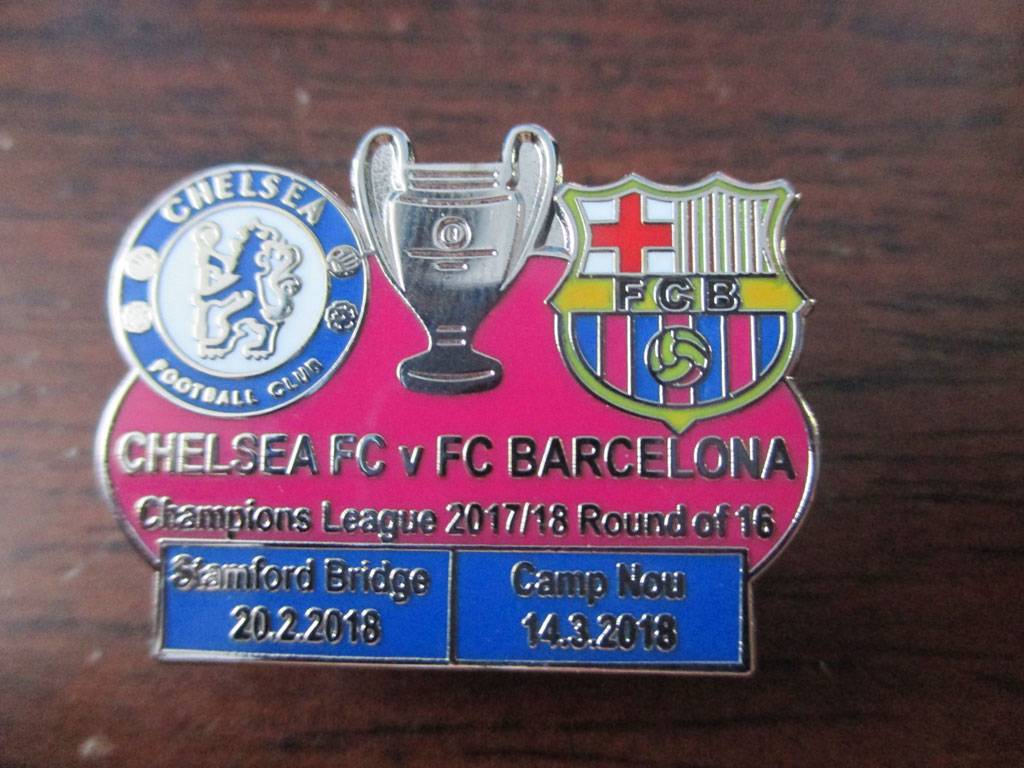 CHELSEA
FOOTBALL CLUB
FCB
CHELSEA FC v FC BARCELONA
Champions League 2017/18 Round of 16
Stamford Bridge
20.2.2018
Camp Nou
14.3.2018